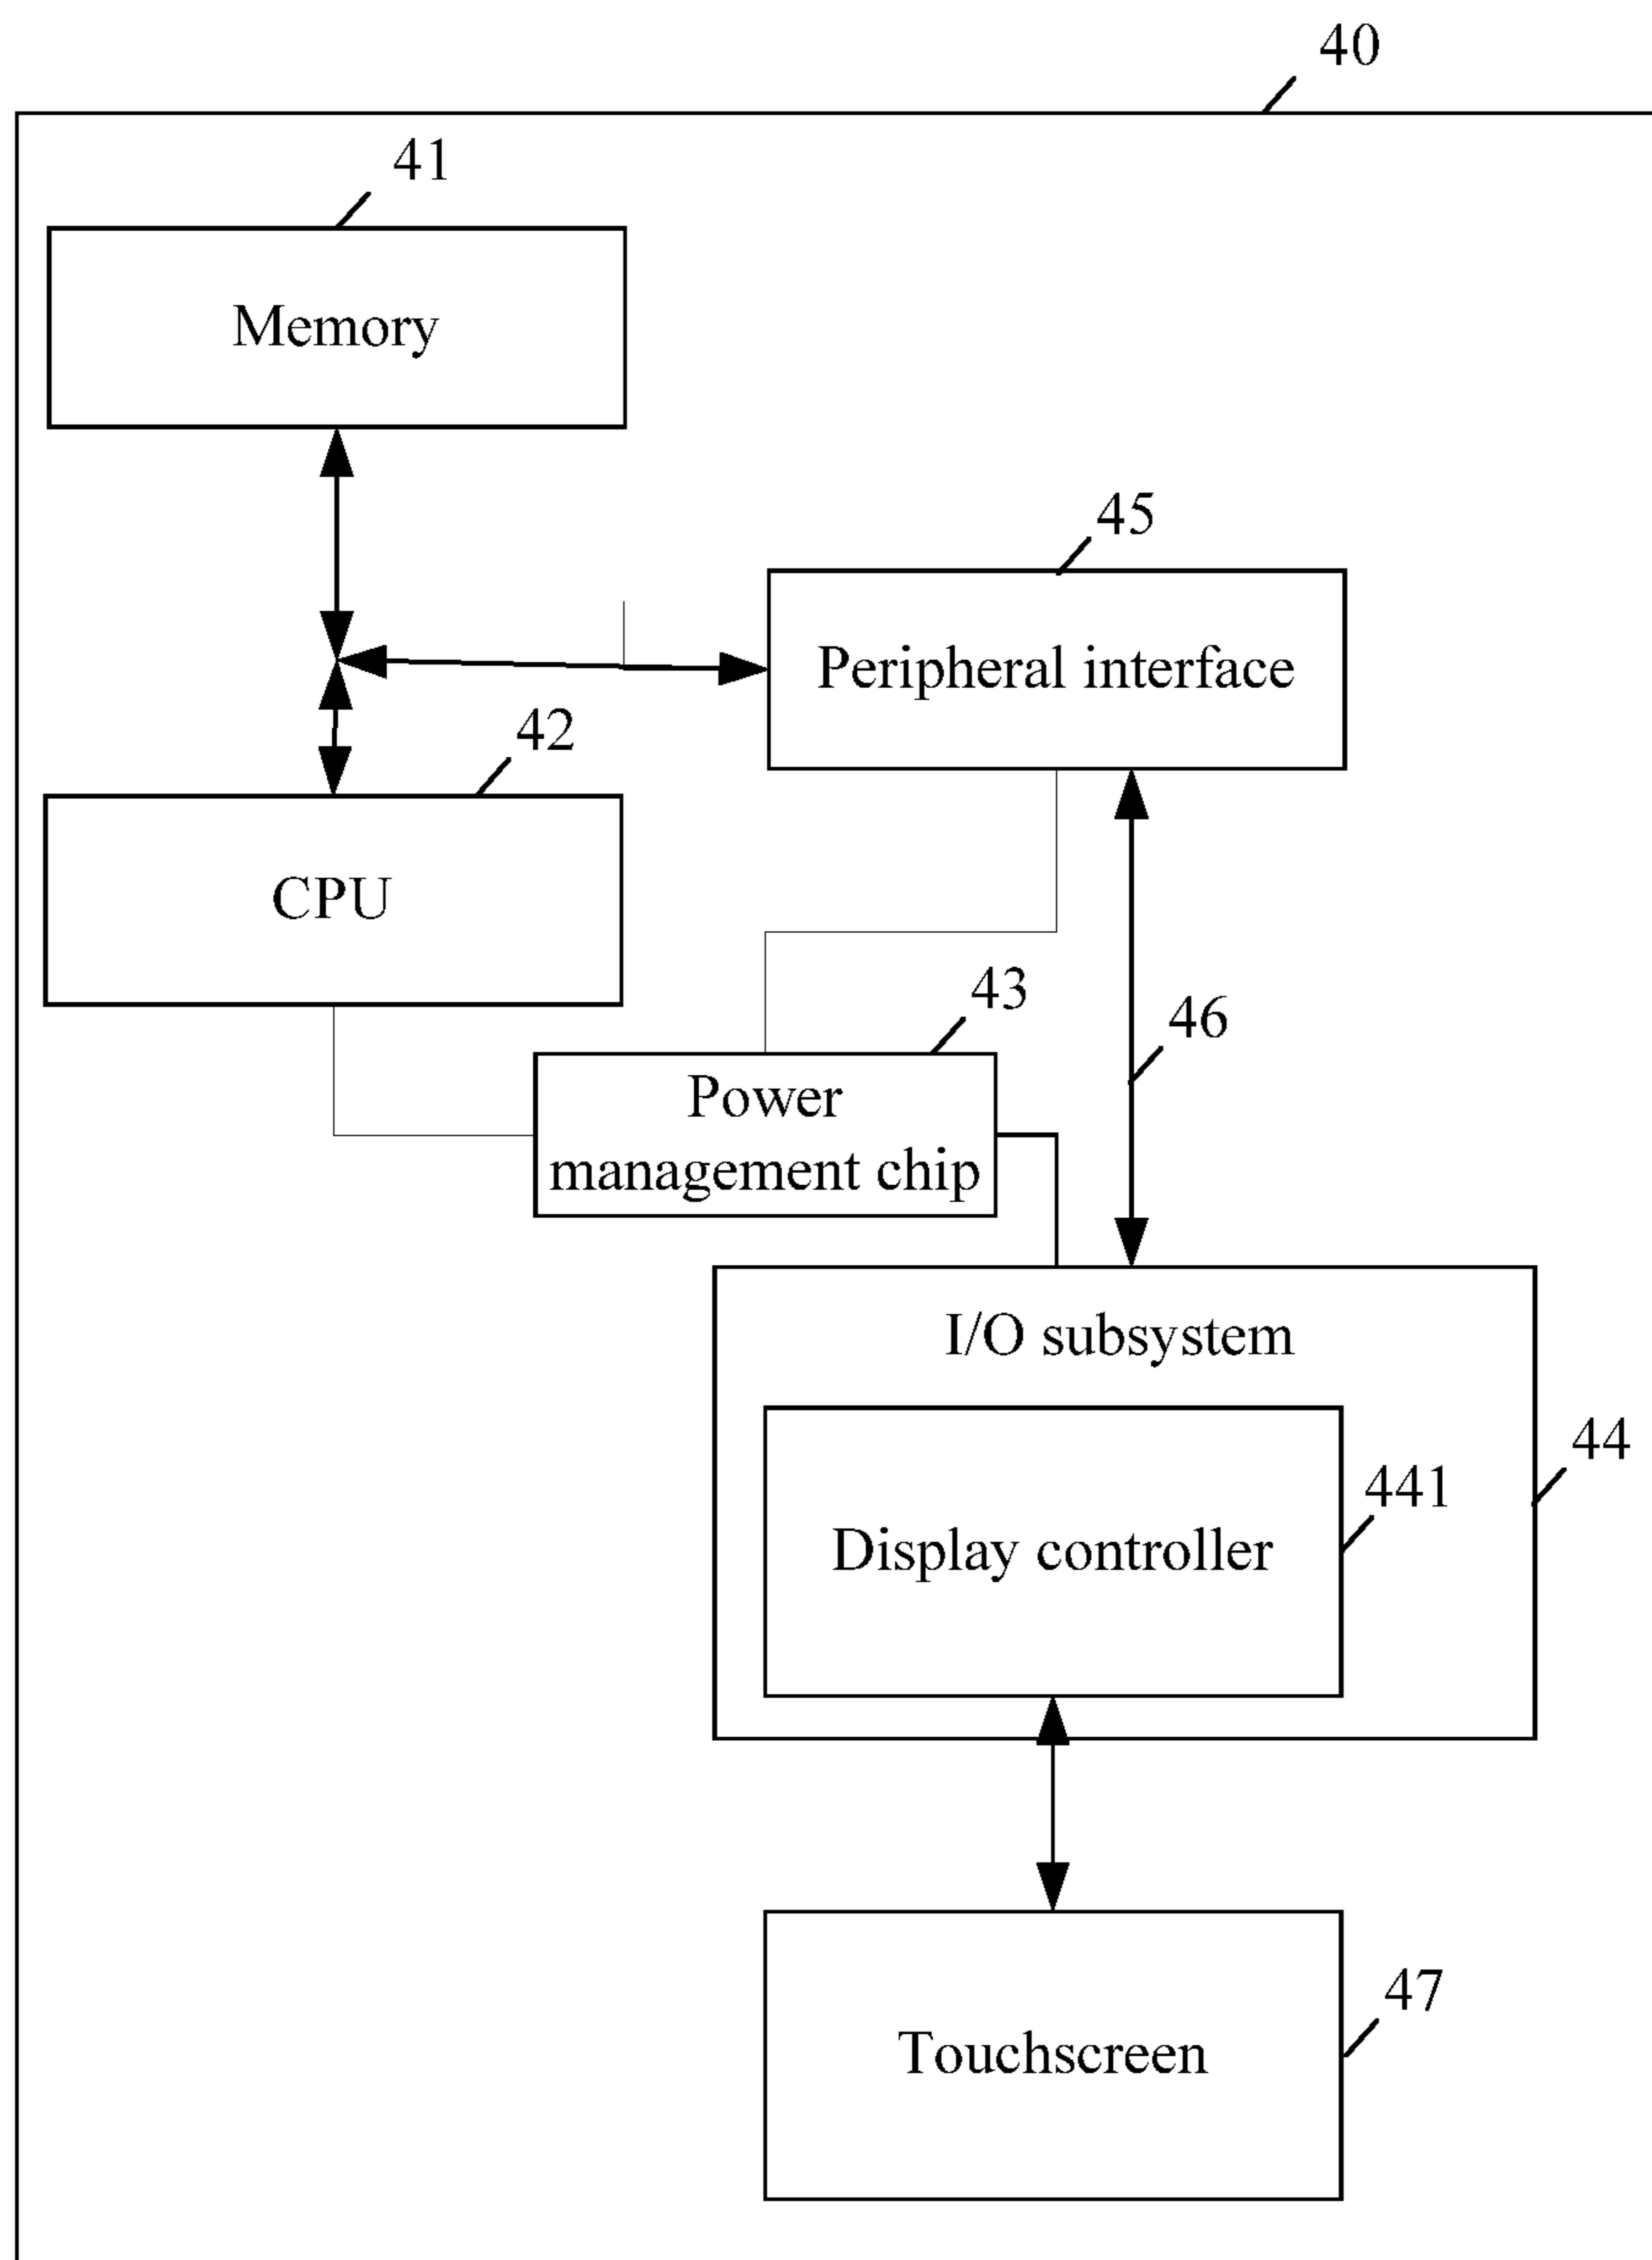 40
41
Memory
45
Peripheral interface
42
CPU
43
Power
management chip
46
I/O subsystem
44
441
Display controller
47
Touchscreen